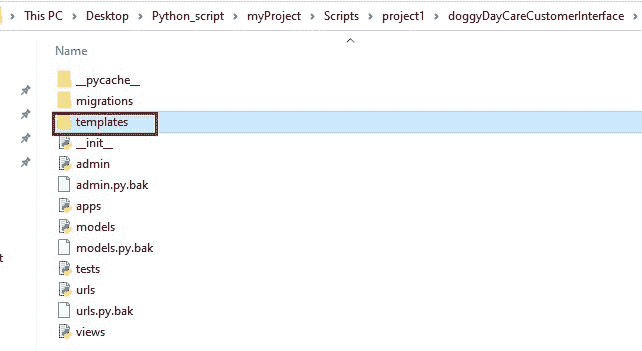 This PC > Desktop > Python_script > myProject > Scripts > project1 > doggyDayCareCustomerInterface >
Name
__pycache__
migrations
templates
__init__
admin
admin.py.bak
apps
models
models.py.bak
tests
urls
urls.py.bak
views
t